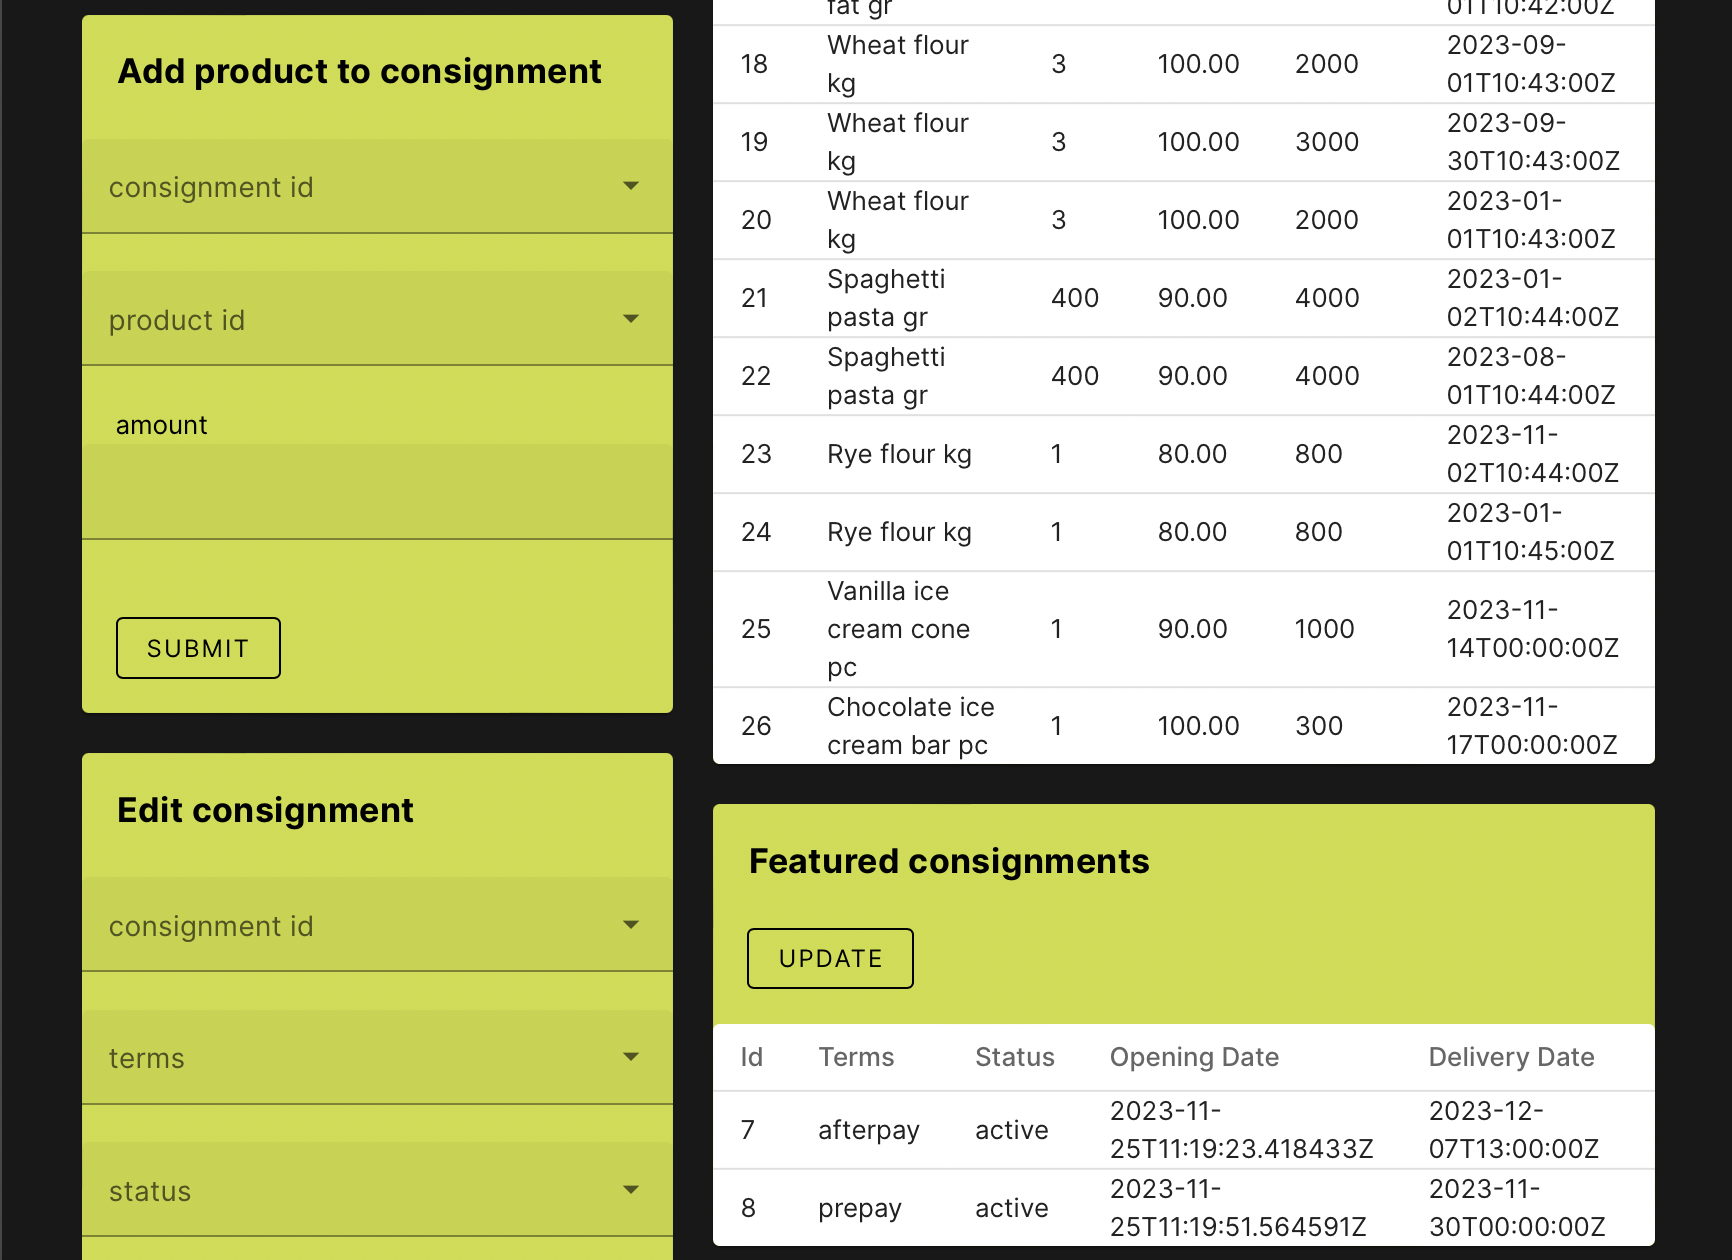 Add product to consignment
consignment id
product id
amount
SUBMIT
Edit consignment
consignment id
terms
status
fat gr 01T10:42:00Z
Wheat flour 2023-09-
18 3 100.00 2000
kg 01T10:43:00Z
Wheat flour 2023-09-
19 3 100.00 3000
kg 30T10:43:00Z
Wheat flour 2023-01-
20 3 100.00 2000
kg 01T10:43:00Z
Spaghetti 2023-01-
21 400 90.00 4000
pasta gr 02T10:44:00Z
Spaghetti 2023-08-
22 400 90.00 4000
pasta gr 01T10:44:00Z
2023-11-
23 Rye flour kg 1 80.00 800
02T10:44:00Z
2023-01-
24 Rye flour kg 1 80.00 800
01T10:45:00Z
Vanilla ice
2023-11-
25 cream cone 1 90.00 1000
14T00:00:00Z
pc
Chocolate ice 2023-11-
26 1 100.00 300
cream bar pc 17T00:00:00Z
Featured consignments
UPDATE
Id Terms Status Opening Date Delivery Date
2023-11- 2023-12-
7 afterpay active
25T11:19:23.418433Z 07T13:00:00Z
2023-11- 2023-11-
8 prepay active
25T11:19:51.564591Z 30T00:00:00Z